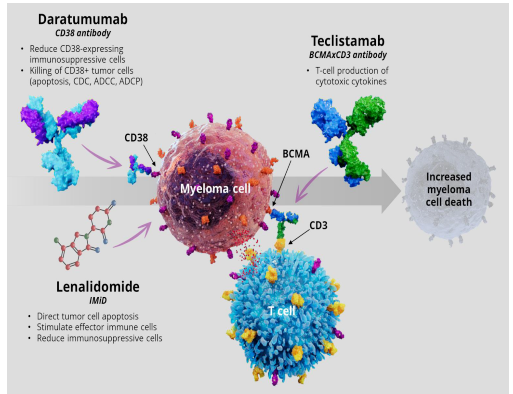 Daratumumab
CD38 antibody
• Reduce CD38-expressing
immunosuppressive cells
• Killing of CD38+ tumor cells
(apoptosis, CDC, ADCC, ADCP)
Teclistamab
BCMAxCD3 antibody
• T-cell production of
cytotoxic cytokines
CD38
BCMA
Myeloma cell
Increased
myeloma
cell death
CD3
Lenalidomide
IMiD
• Direct tumor cell apoptosis
• Stimulate effector immune cells
• Reduce immunosuppressive cells
T cell